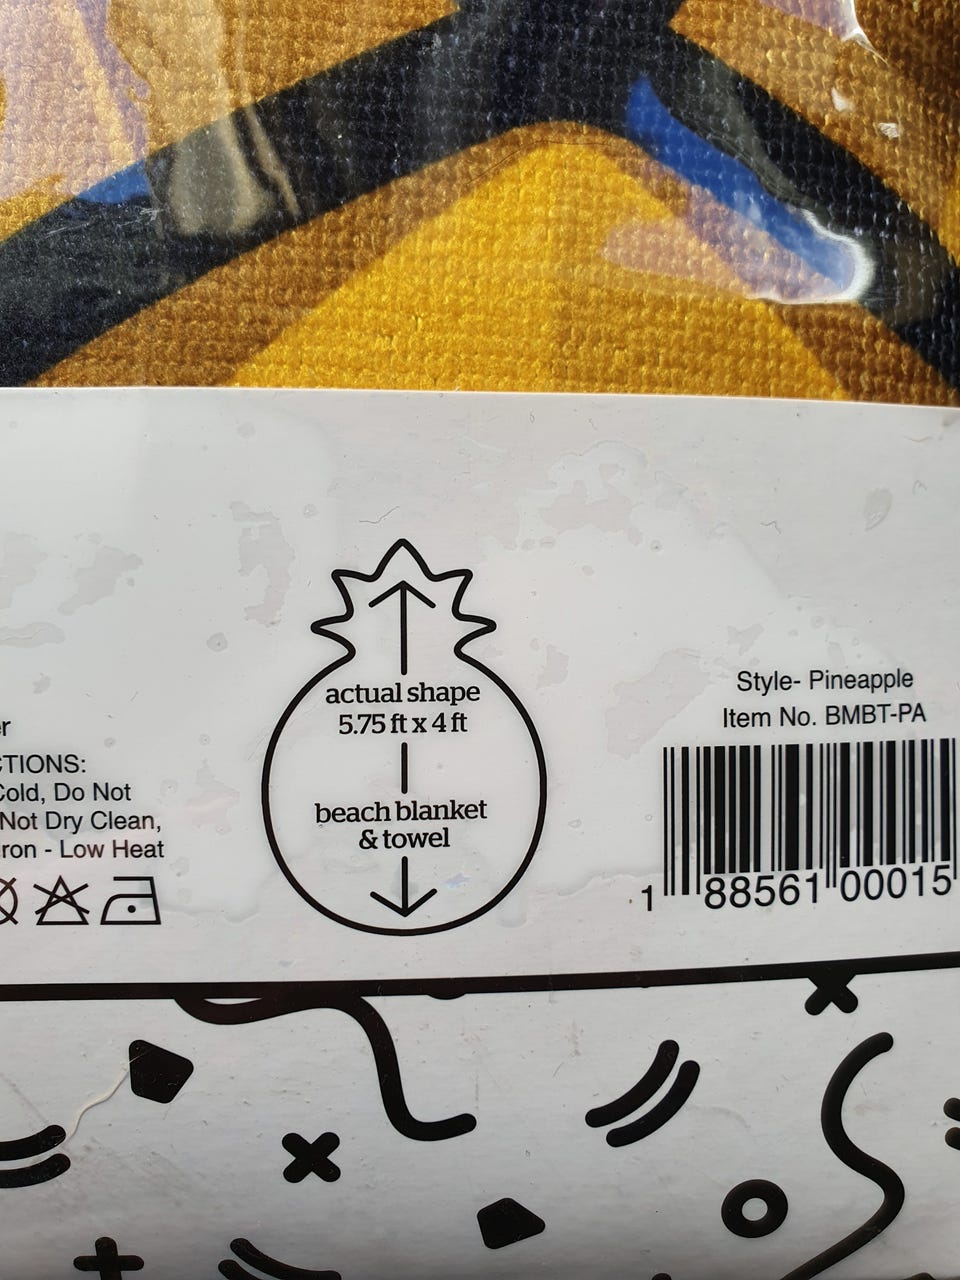 er
CTIONS:
Cold, Do Not
Not Dry Clean,
ron - Low Heat
actual shape
5.75 ft x 4 ft
beach blanket
& towel
Style- Pineapple
Item No. BMBT-PA
1 88561 00015